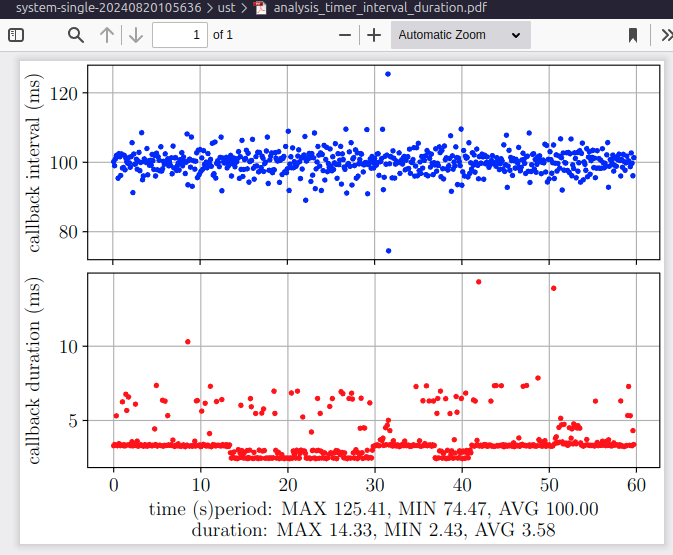 system-single-20240820105636 > ust > analysis_timer_interval_duration.pdf
1 of 1 Automatic Zoom
callback interval (ms)
120
100
80
callback duration (ms)
10
5
0 10 20 30 40 50 60
time (s)period: MAX 125.41, MIN 74.47, AVG 100.00
duration: MAX 14.33, MIN 2.43, AVG 3.58